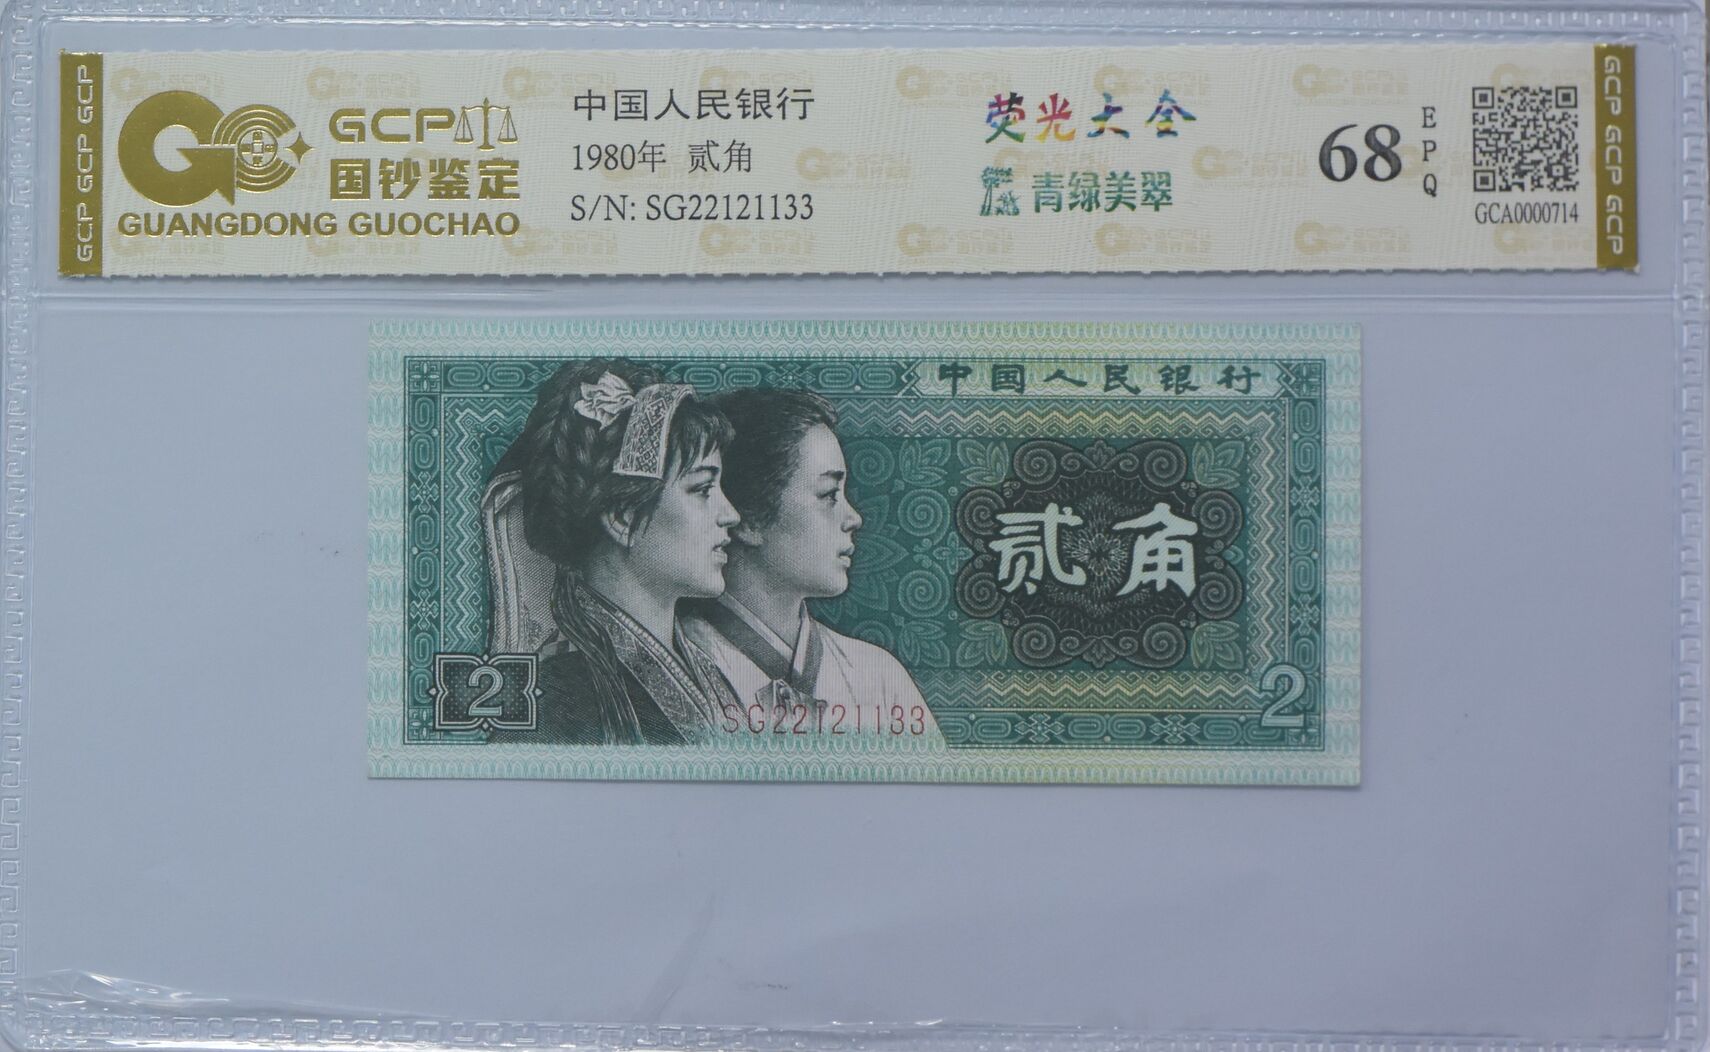 GCP GCP GCP
GCP
国钞鉴定
GUANGDONG GUOCHAO
中国人民银行
1980年 贰角
S/N: SG22121133
荧光大全
青绿美翠
68
EPQ
GCA0000714
GCP GCP GCP
中国人民银行
贰角
2
2
SG22121133